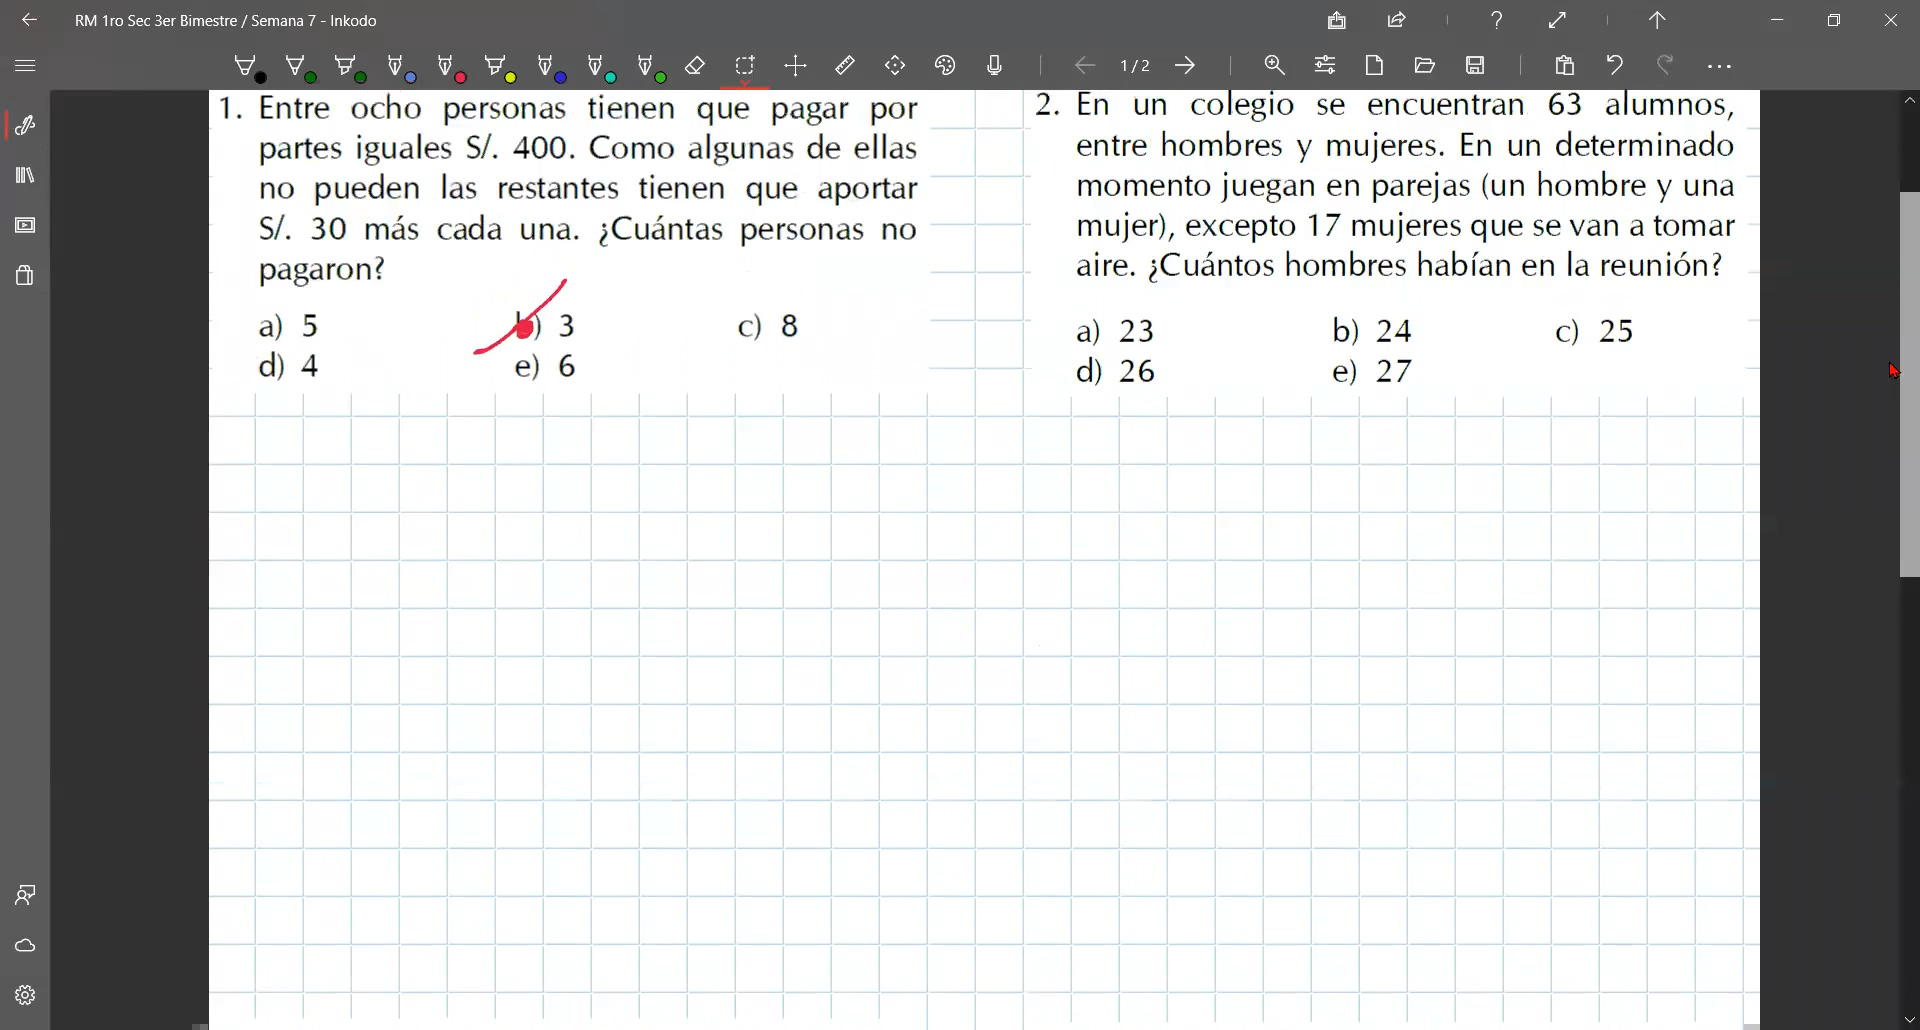 RM 1ro Sec 3er Bimestre / Semana 7 - Inkodo
1 / 2
1. Entre ocho personas tienen que pagar por
partes iguales S/. 400. Como algunas de ellas
no pueden las restantes tienen que aportar
S/. 30 más cada una. ¿Cuántas personas no
pagaron?
a) 5
b) 3
c) 8
d) 4
e) 6
2. En un colegio se encuentran 63 alumnos,
entre hombres y mujeres. En un determinado
momento juegan en parejas (un hombre y una
mujer), excepto 17 mujeres que se van a tomar
aire. ¿Cuántos hombres habían en la reunión?
a) 23
b) 24
c) 25
d) 26
e) 27